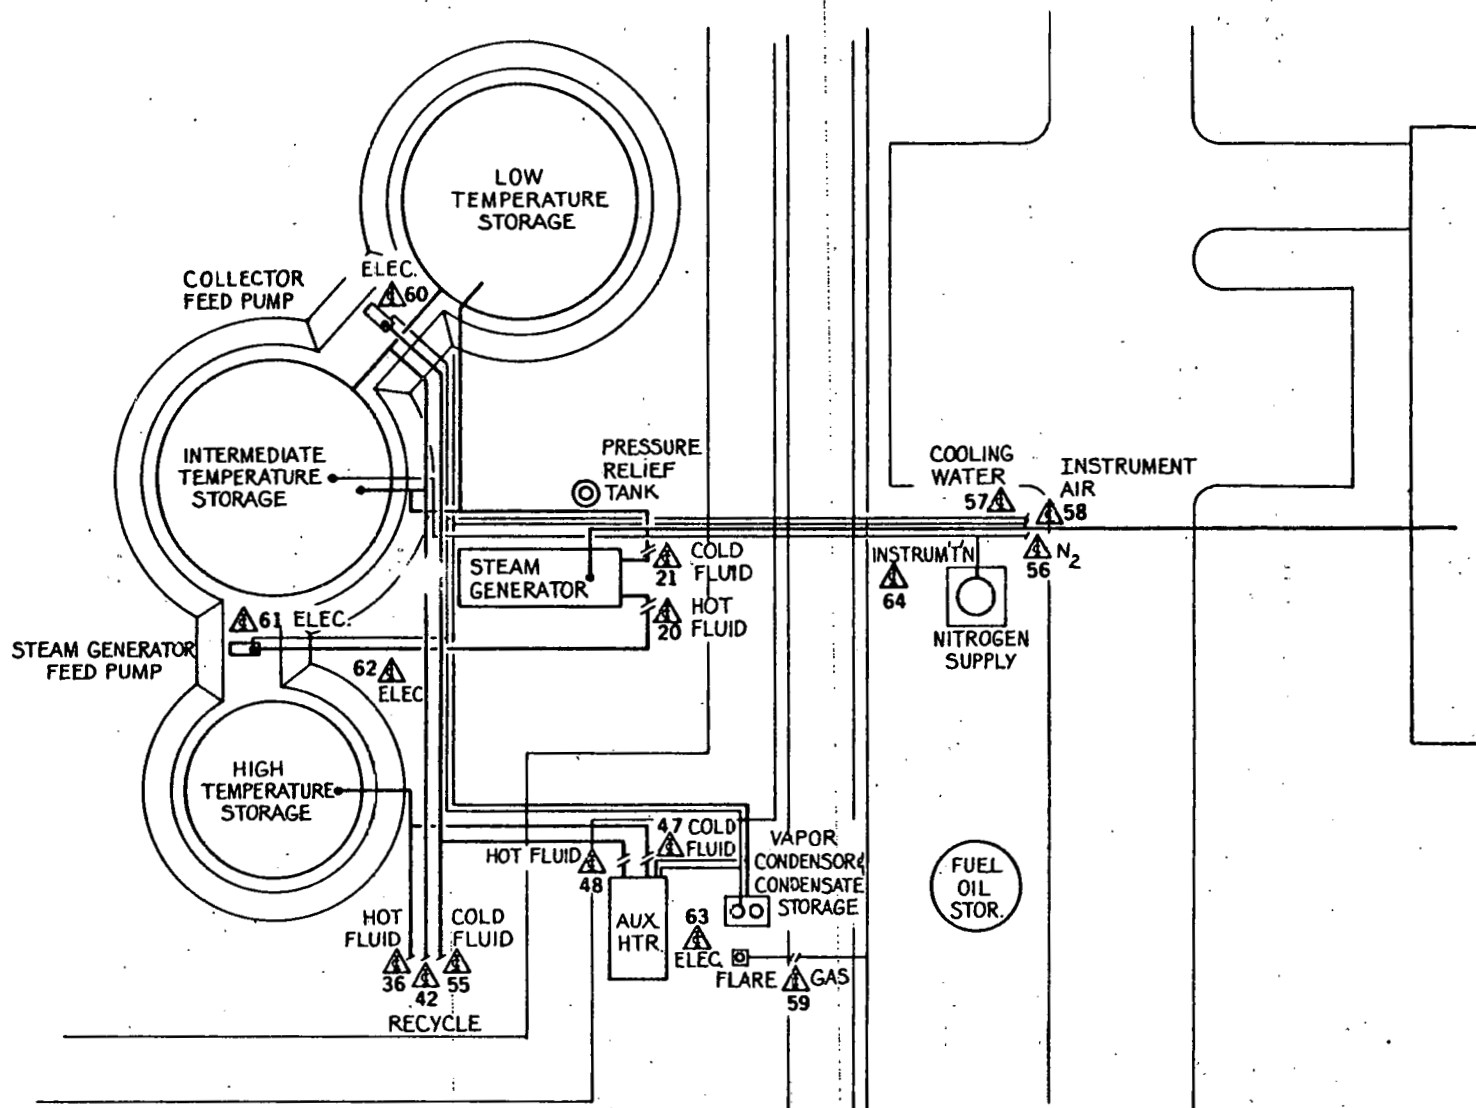 LOW
TEMPERATURE
STORAGE
ELEC.
60
COLLECTOR
FEED PUMP
INTERMEDIATE
TEMPERATURE
STORAGE
PRESSURE
RELIEF
TANK
COOLING
WATER
57
INSTRUMENT
AIR
58
N2
56
INSTRUM'T'N
64
NITROGEN
SUPPLY
STEAM
GENERATOR
COLD
FLUID
21
HOT
FLUID
20
61 ELEC.
STEAM GENERATOR
FEED PUMP
62
ELEC
HIGH
TEMPERATURE
STORAGE
47 COLD
FLUID
HOT FLUID
48
VAPOR
CONDENSOR &
CONDENSATE
STORAGE
FUEL
OIL
STOR.
AUX.
HTR.
63
ELEC.
FLARE
GAS
59
HOT
FLUID
36
COLD
FLUID
55
42
RECYCLE